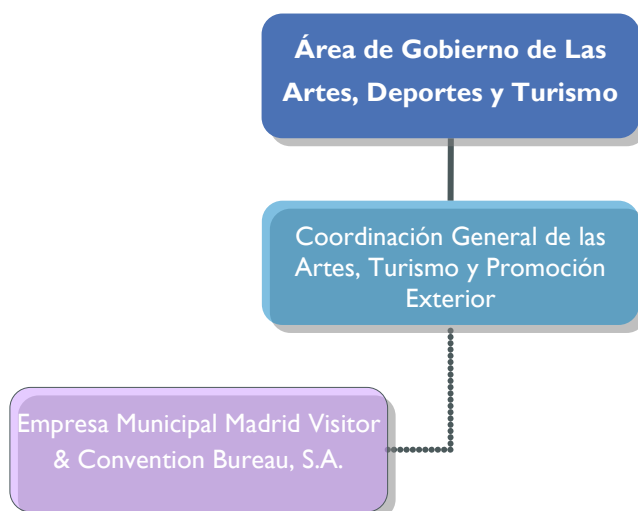 Área de Gobierno de Las
Artes, Deportes y Turismo
Coordinación General de las
Artes, Turismo y Promoción
Exterior
Empresa Municipal Madrid Visitor
& Convention Bureau, S.A.